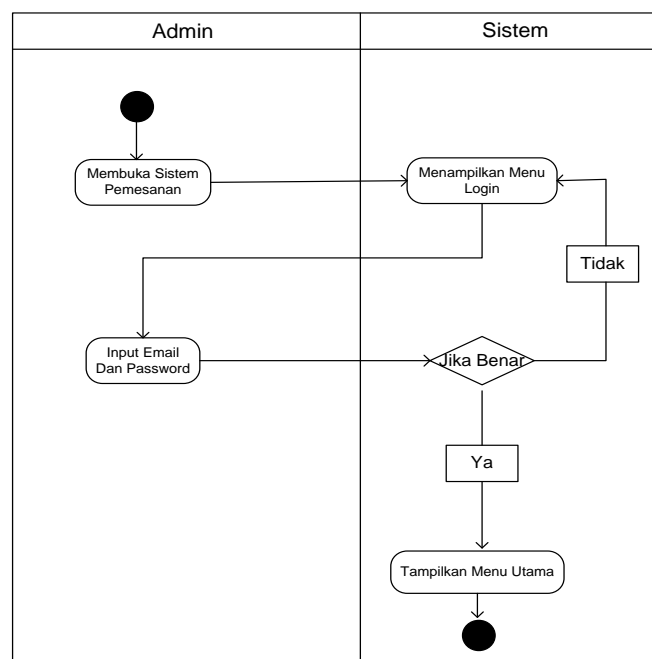 Admin
Sistem
Membuka Sistem
Pemesanan
Menampilkan Menu
Login
Tidak
Input Email
Dan Password
Jika Benar
Ya
Tampilkan Menu Utama